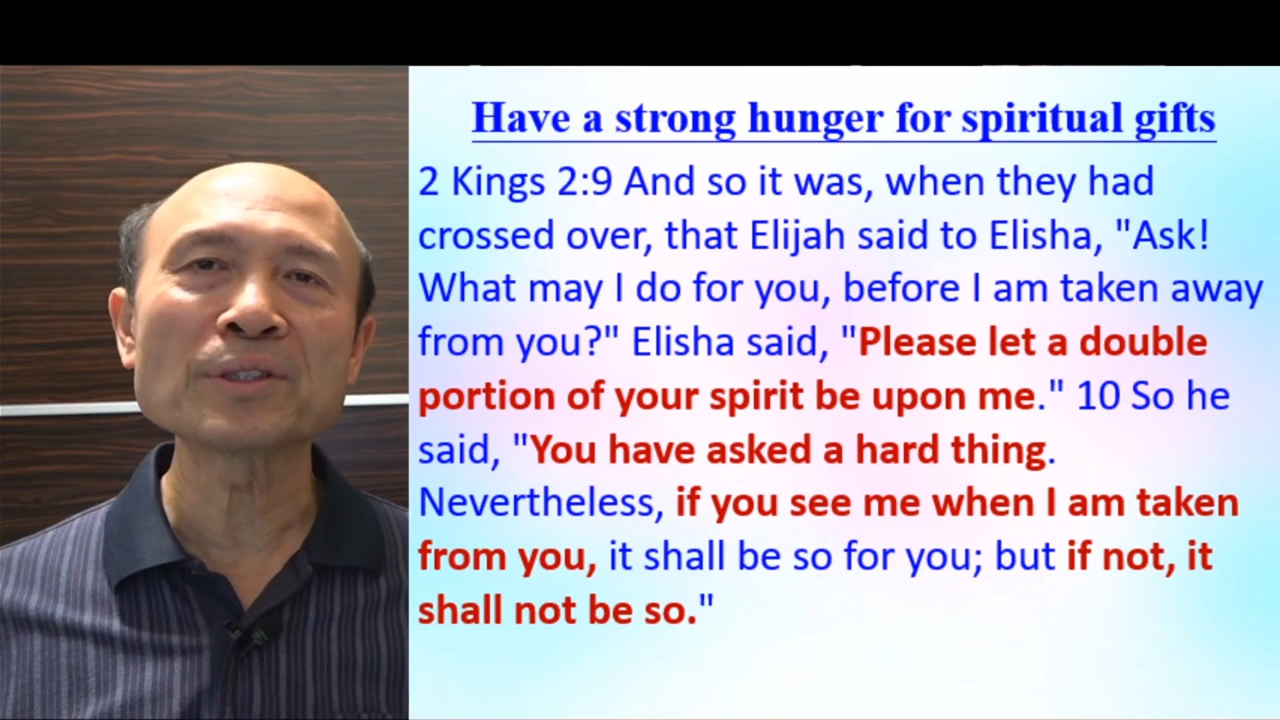 Have a strong hunger for spiritual gifts
2 Kings 2:9 And so it was, when they had
crossed over, that Elijah said to Elisha, "Ask!
What may I do for you, before I am taken away
from you?" Elisha said, "Please let a double
portion of your spirit be upon me." 10 So he
said, "You have asked a hard thing.
Nevertheless, if you see me when I am taken
from you, it shall be so for you; but if not, it
shall not be so."